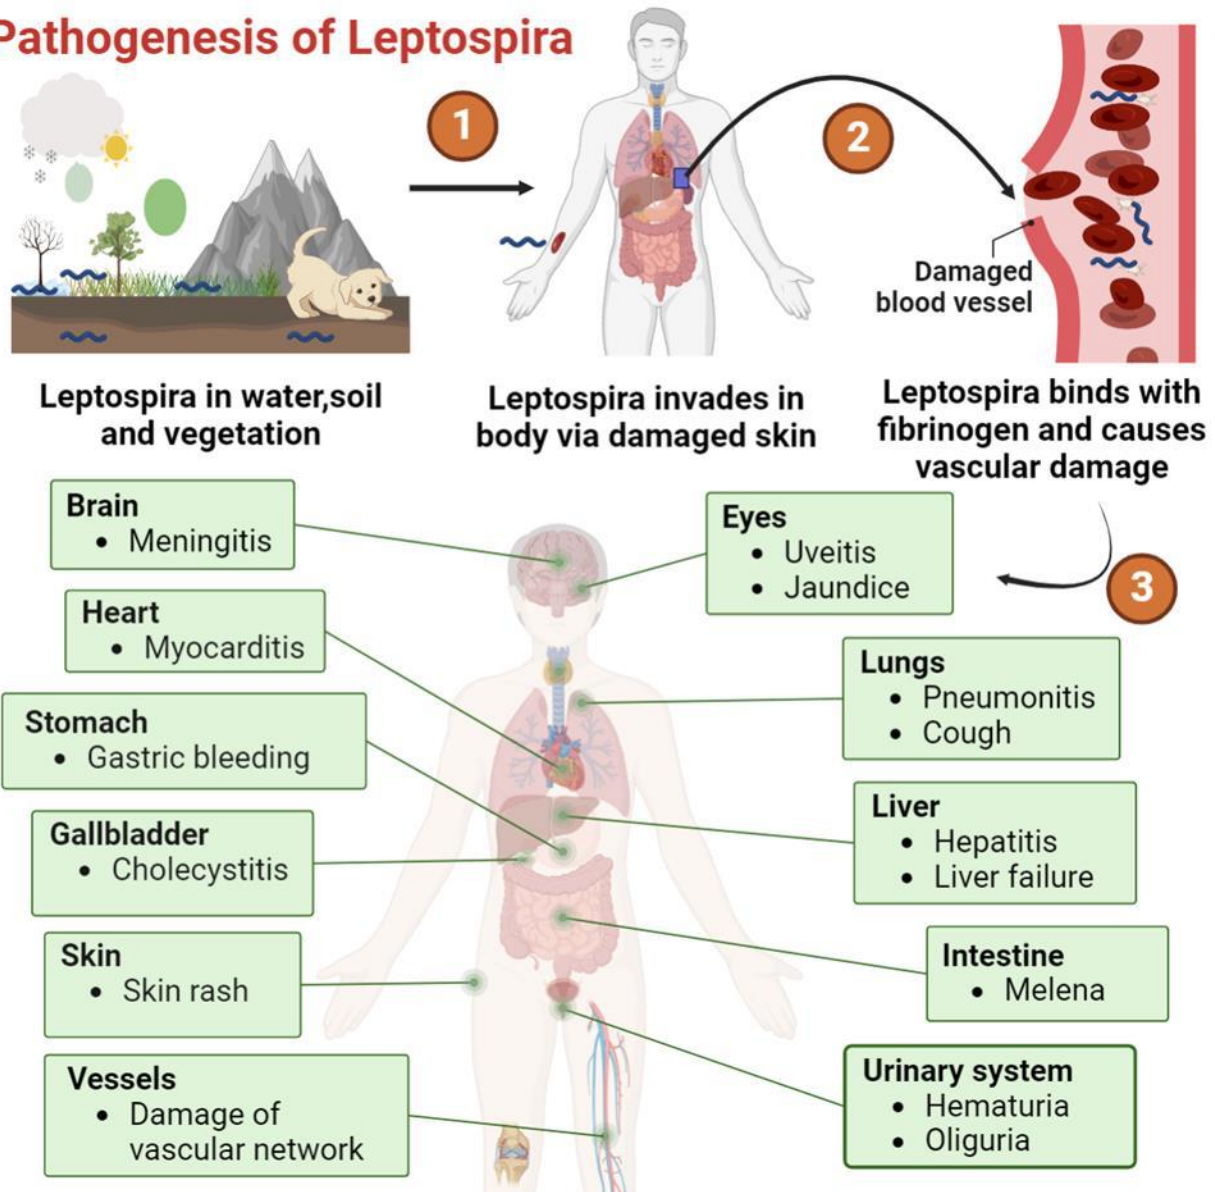 Pathogenesis of Leptospira
1
2
Damaged
blood vessel
Leptospira in water,soil
and vegetation
Leptospira invades in
body via damaged skin
Leptospira binds with
fibrinogen and causes
vascular damage
3
Brain
• Meningitis
Heart
• Myocarditis
Stomach
• Gastric bleeding
Gallbladder
• Cholecystitis
Skin
• Skin rash
Vessels
• Damage of
vascular network
Eyes
• Uveitis
• Jaundice
Lungs
• Pneumonitis
• Cough
Liver
• Hepatitis
• Liver failure
Intestine
• Melena
Urinary system
• Hematuria
• Oliguria